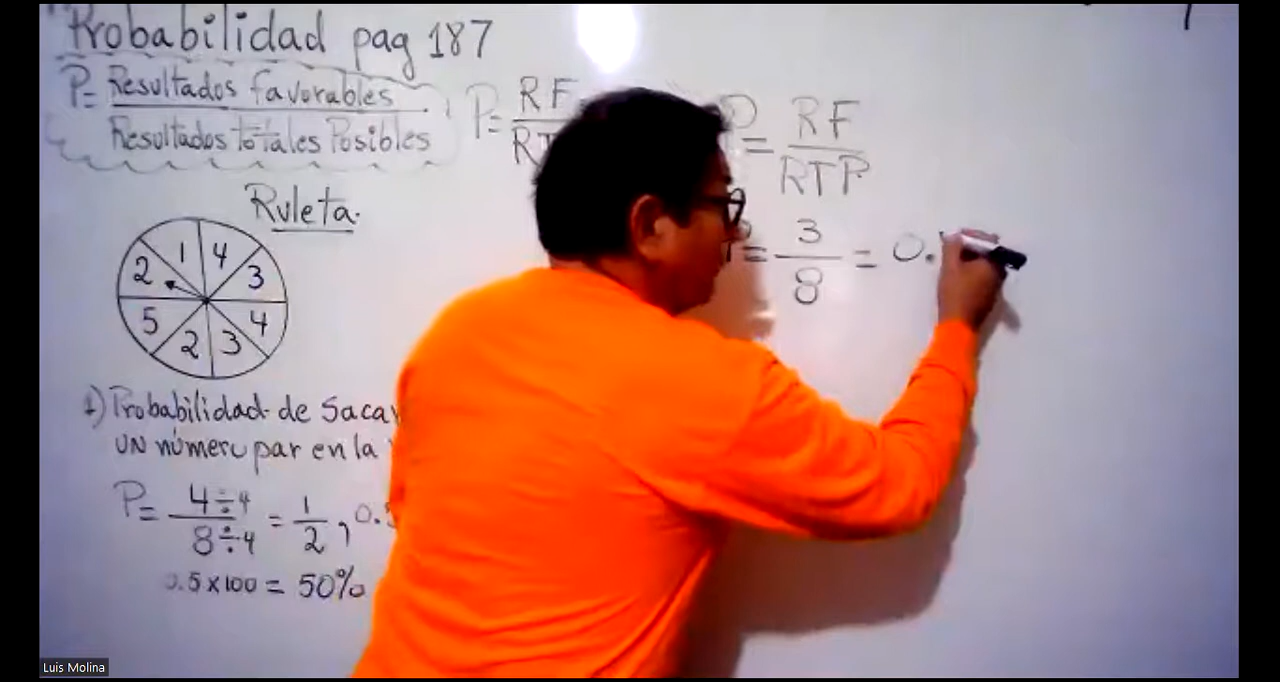 Probabilidad pag 187
P= Resultados favorables
Resultados totales Posibles
P= RF
P = RF
RTP
P = 3
8
= 0.
Ruleta.
1 4
2 3
5 4
2 3
1) Probabilidad de Sacar
UN número par en la
P= 4÷4
8÷4
= 1
2
, 0.
0.5 x 100 = 50%
Luis Molina